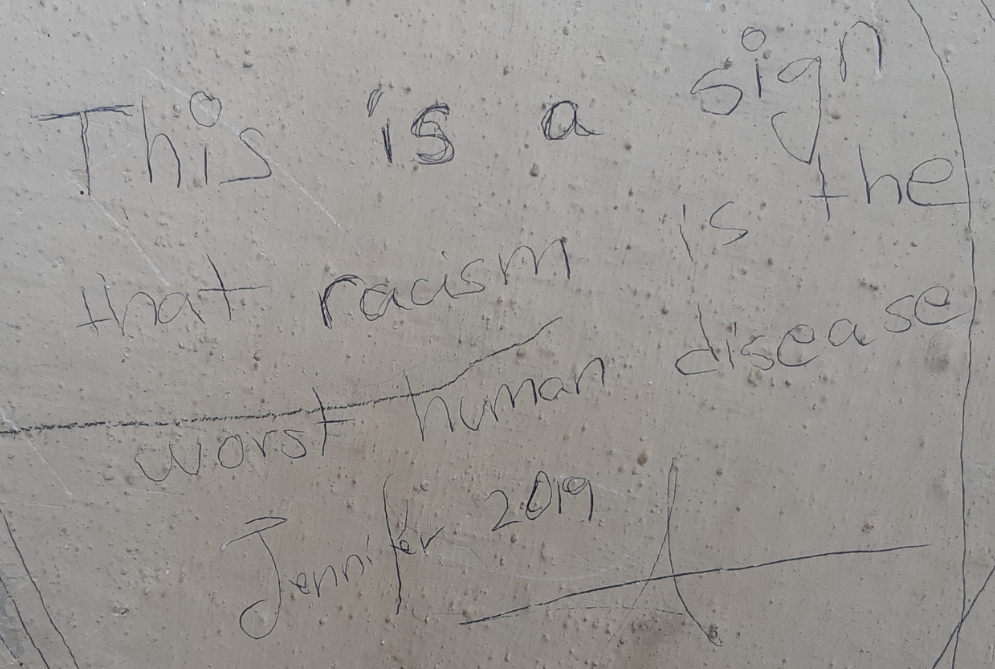 This is a sign
that racism is the
worst human disease
Jennifer 2019